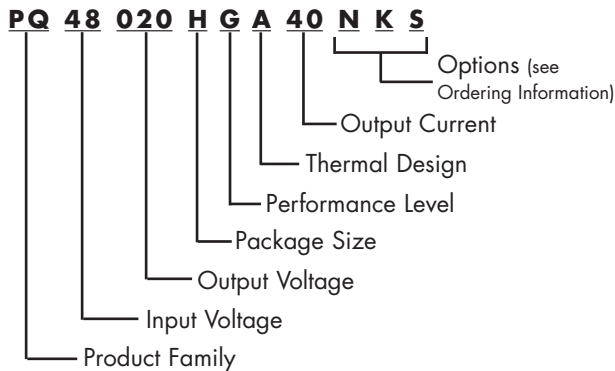 PQ 48 020 H G A 40 N K S
Options (see
Ordering Information)
Output Current
Thermal Design
Performance Level
Package Size
Output Voltage
Input Voltage
Product Family